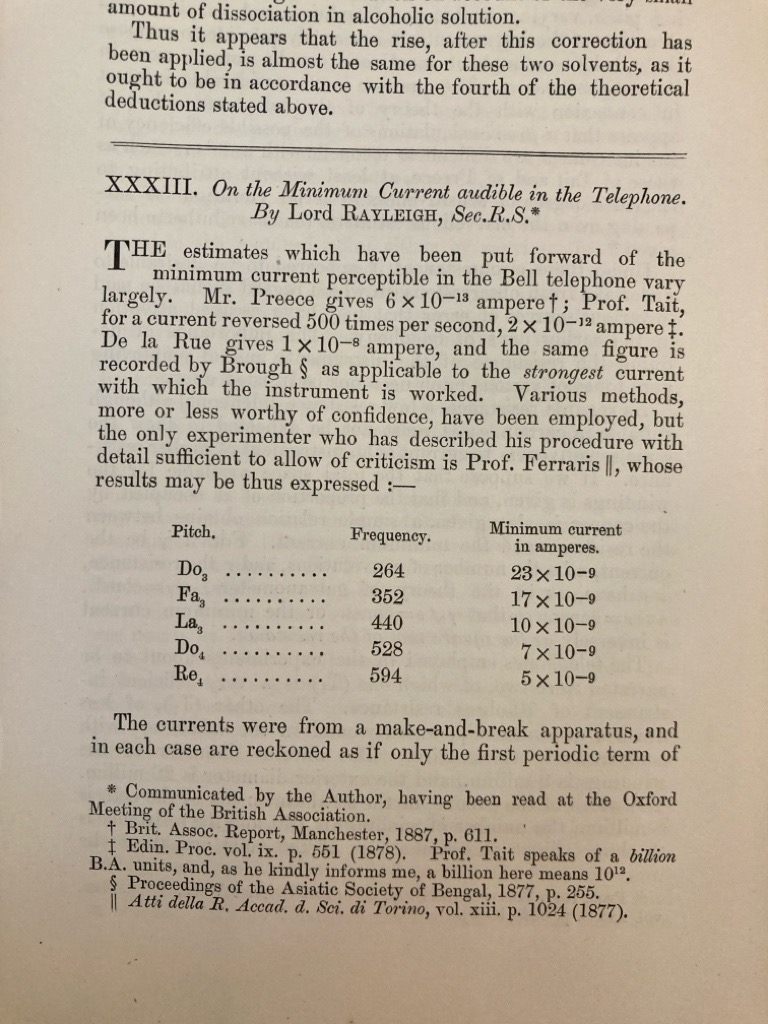 amount of dissociation in alcoholic solution.
Thus it appears that the rise, after this correction has
been applied, is almost the same for these two solvents, as it
ought to be in accordance with the fourth of the theoretical
deductions stated above.
XXXIII. On the Minimum Current audible in the Telephone.
By Lord RAYLEIGH, Sec.R.S.*
THE estimates which have been put forward of the
minimum current perceptible in the Bell telephone vary
largely. Mr. Preece gives 6 × 10⁻¹³ ampere †; Prof. Tait,
for a current reversed 500 times per second, 2 × 10⁻¹² ampere ‡.
De la Rue gives 1 × 10⁻⁸ ampere, and the same figure is
recorded by Brough § as applicable to the strongest current
with which the instrument is worked. Various methods,
more or less worthy of confidence, have been employed, but
the only experimenter who has described his procedure with
detail sufficient to allow of criticism is Prof. Ferraris ‖, whose
results may be thus expressed :—
Pitch. Frequency. Minimum current
in amperes.
Do₃ .......... 264 23 × 10⁻⁹
Fa₃ .......... 352 17 × 10⁻⁹
La₃ .......... 440 10 × 10⁻⁹
Do₄ .......... 528 7 × 10⁻⁹
Re₄ .......... 594 5 × 10⁻⁹
The currents were from a make-and-break apparatus, and
in each case are reckoned as if only the first periodic term of
* Communicated by the Author, having been read at the Oxford
Meeting of the British Association.
† Brit. Assoc. Report, Manchester, 1887, p. 611.
‡ Edin. Proc. vol. ix. p. 551 (1878). Prof. Tait speaks of a billion
B.A. units, and, as he kindly informs me, a billion here means 10¹².
§ Proceedings of the Asiatic Society of Bengal, 1877, p. 255.
‖ Atti della R. Accad. d. Sci. di Torino, vol. xiii. p. 1024 (1877).